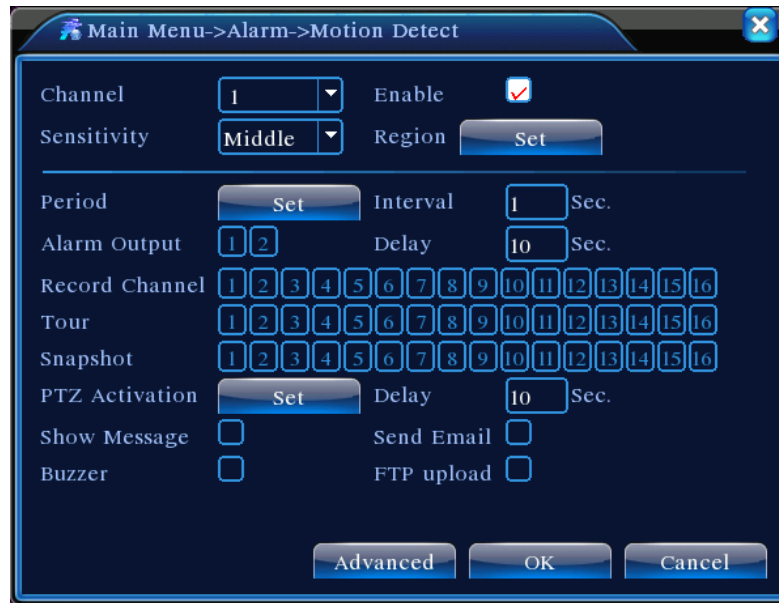 Main Menu->Alarm->Motion Detect
Channel 1 Enable
Sensitivity Middle Region Set
Period Set Interval 1 Sec.
Alarm Output 1 2 Delay 10 Sec.
Record Channel 1 2 3 4 5 6 7 8 9 10 11 12 13 14 15 16
Tour 1 2 3 4 5 6 7 8 9 10 11 12 13 14 15 16
Snapshot 1 2 3 4 5 6 7 8 9 10 11 12 13 14 15 16
PTZ Activation Set Delay 10 Sec.
Show Message Send Email
Buzzer FTP upload
Advanced OK Cancel